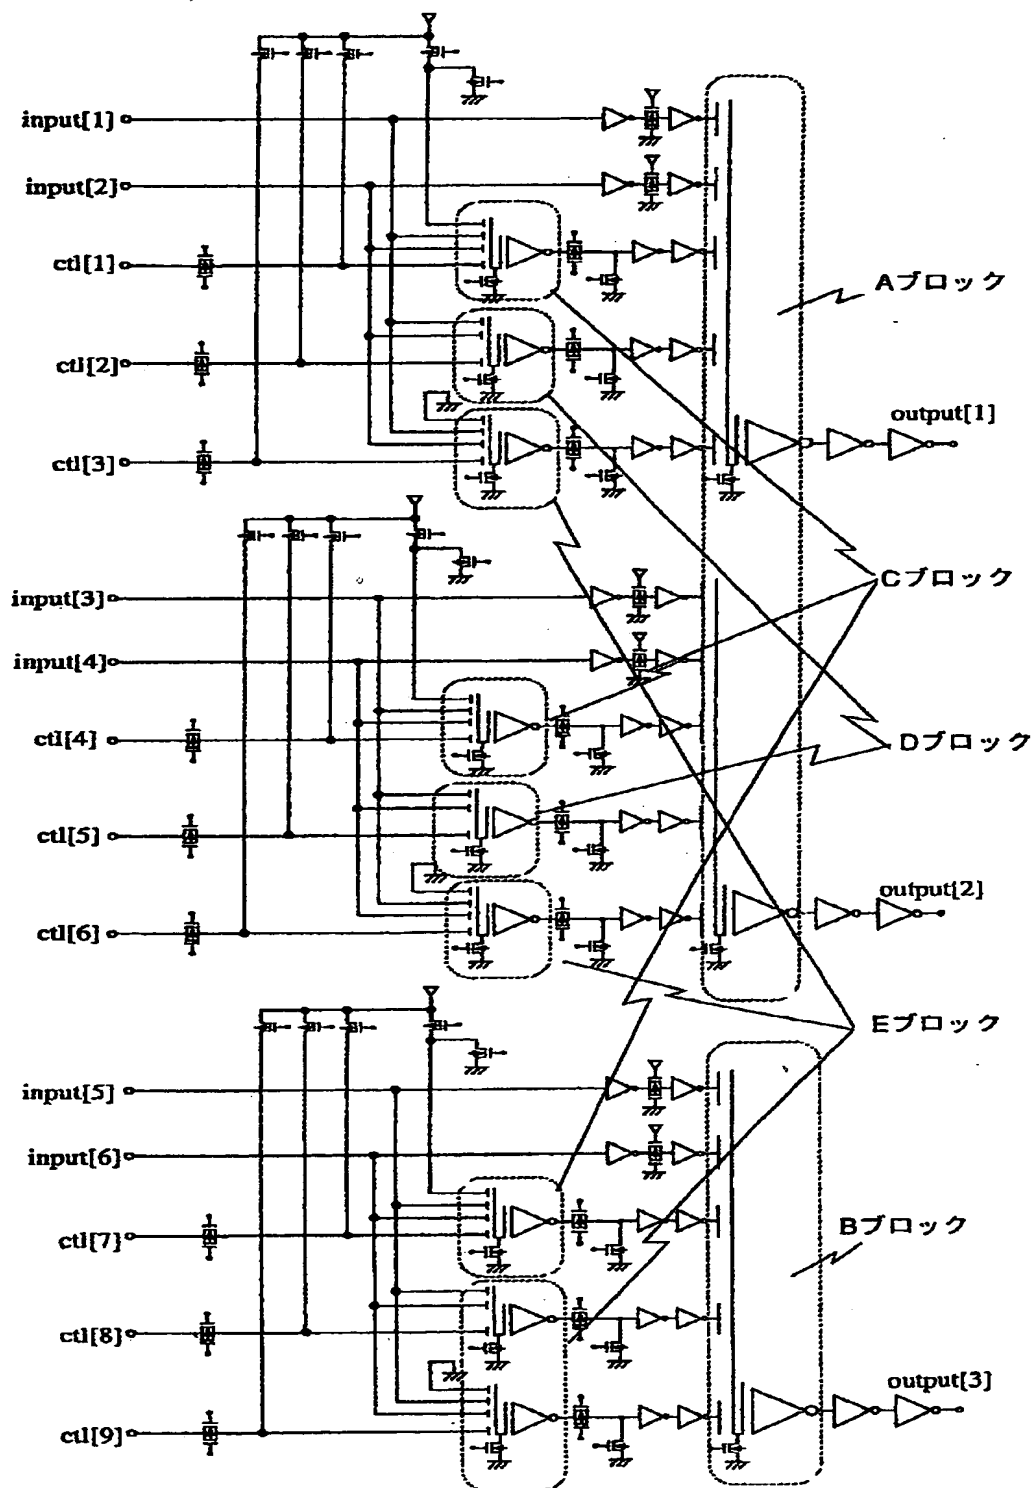 input[1]
input[2]
ctl[1]
Aブロック
ctl[2]
output[1]
ctl[3]
Cブロック
input[3]
input[4]
ctl[4]
Dブロック
ctl[5]
output[2]
ctl[6]
Eブロック
input[5]
input[6]
ctl[7]
Bブロック
ctl[8]
output[3]
ctl[9]